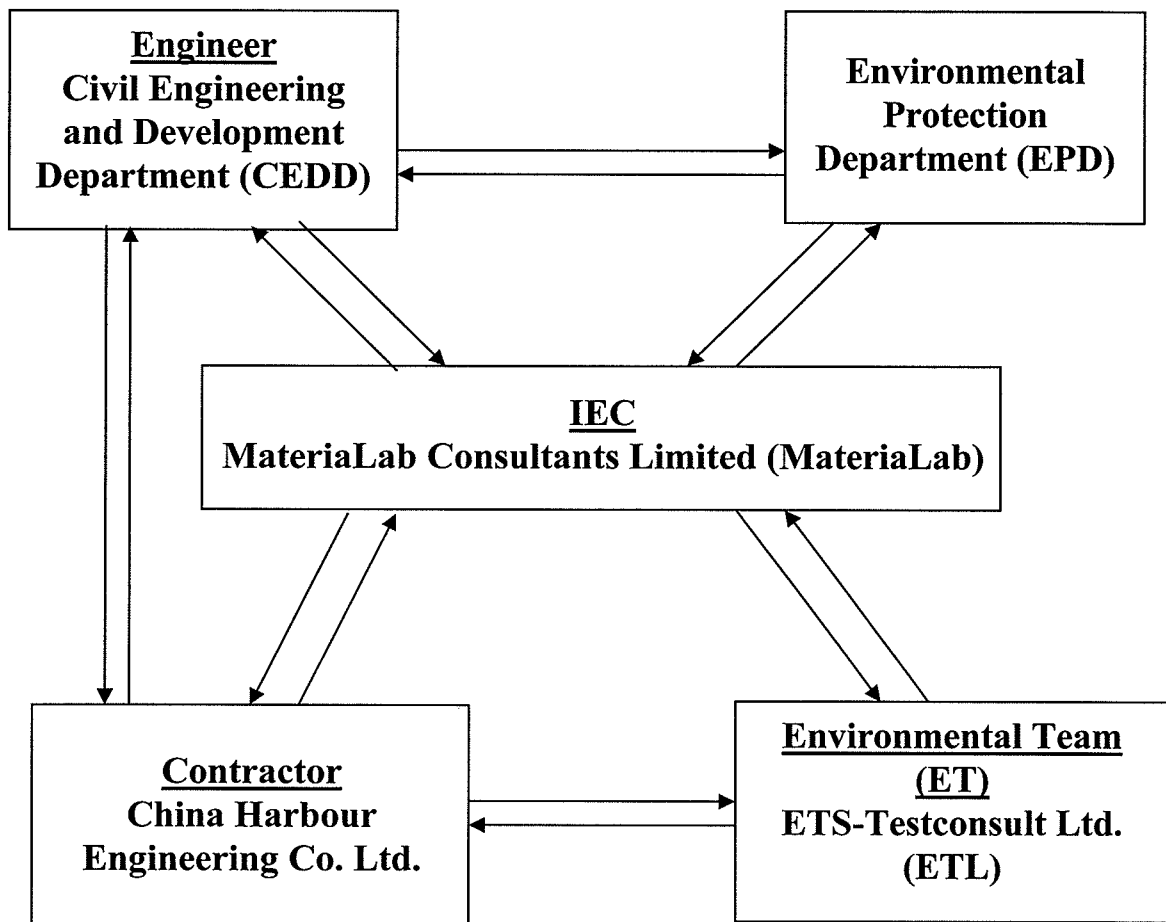 Engineer
Civil Engineering
and Development
Department (CEDD)
Environmental
Protection
Department (EPD)
IEC
MateriaLab Consultants Limited (MateriaLab)
Contractor
China Harbour
Engineering Co. Ltd.
Environmental Team
(ET)
ETS-Testconsult Ltd.
(ETL)